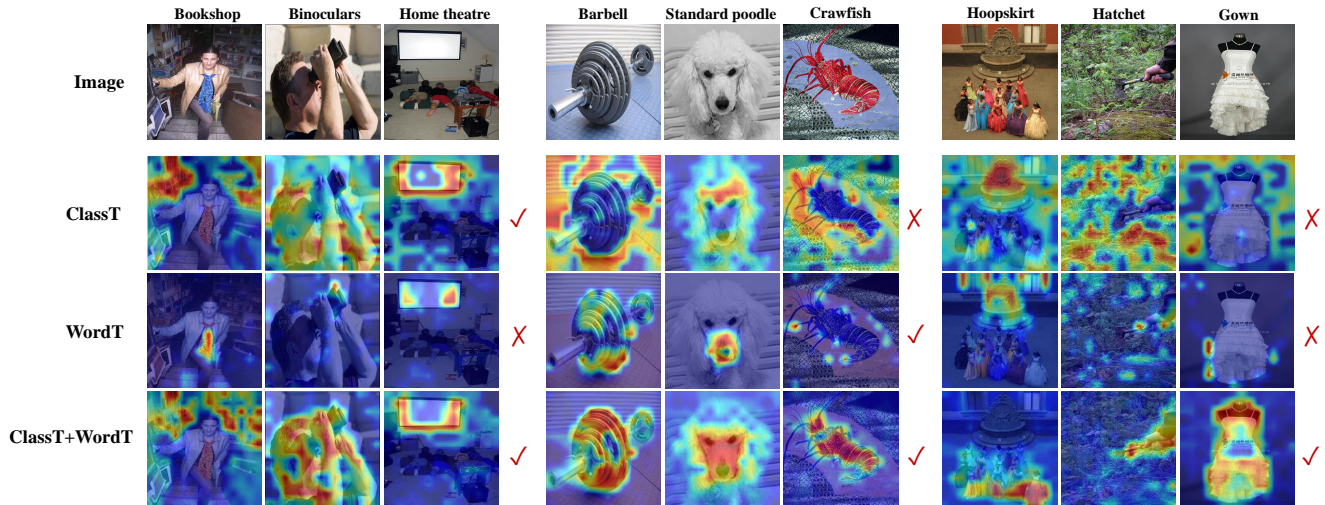 Bookshop Binoculars Home theatre Barbell Standard poodle Crawfish Hoopskirt Hatchet Gown
Image
ClassT ✓ ✗ ✗
WordT ✗ ✓ ✗
ClassT+WordT ✓ ✓ ✓